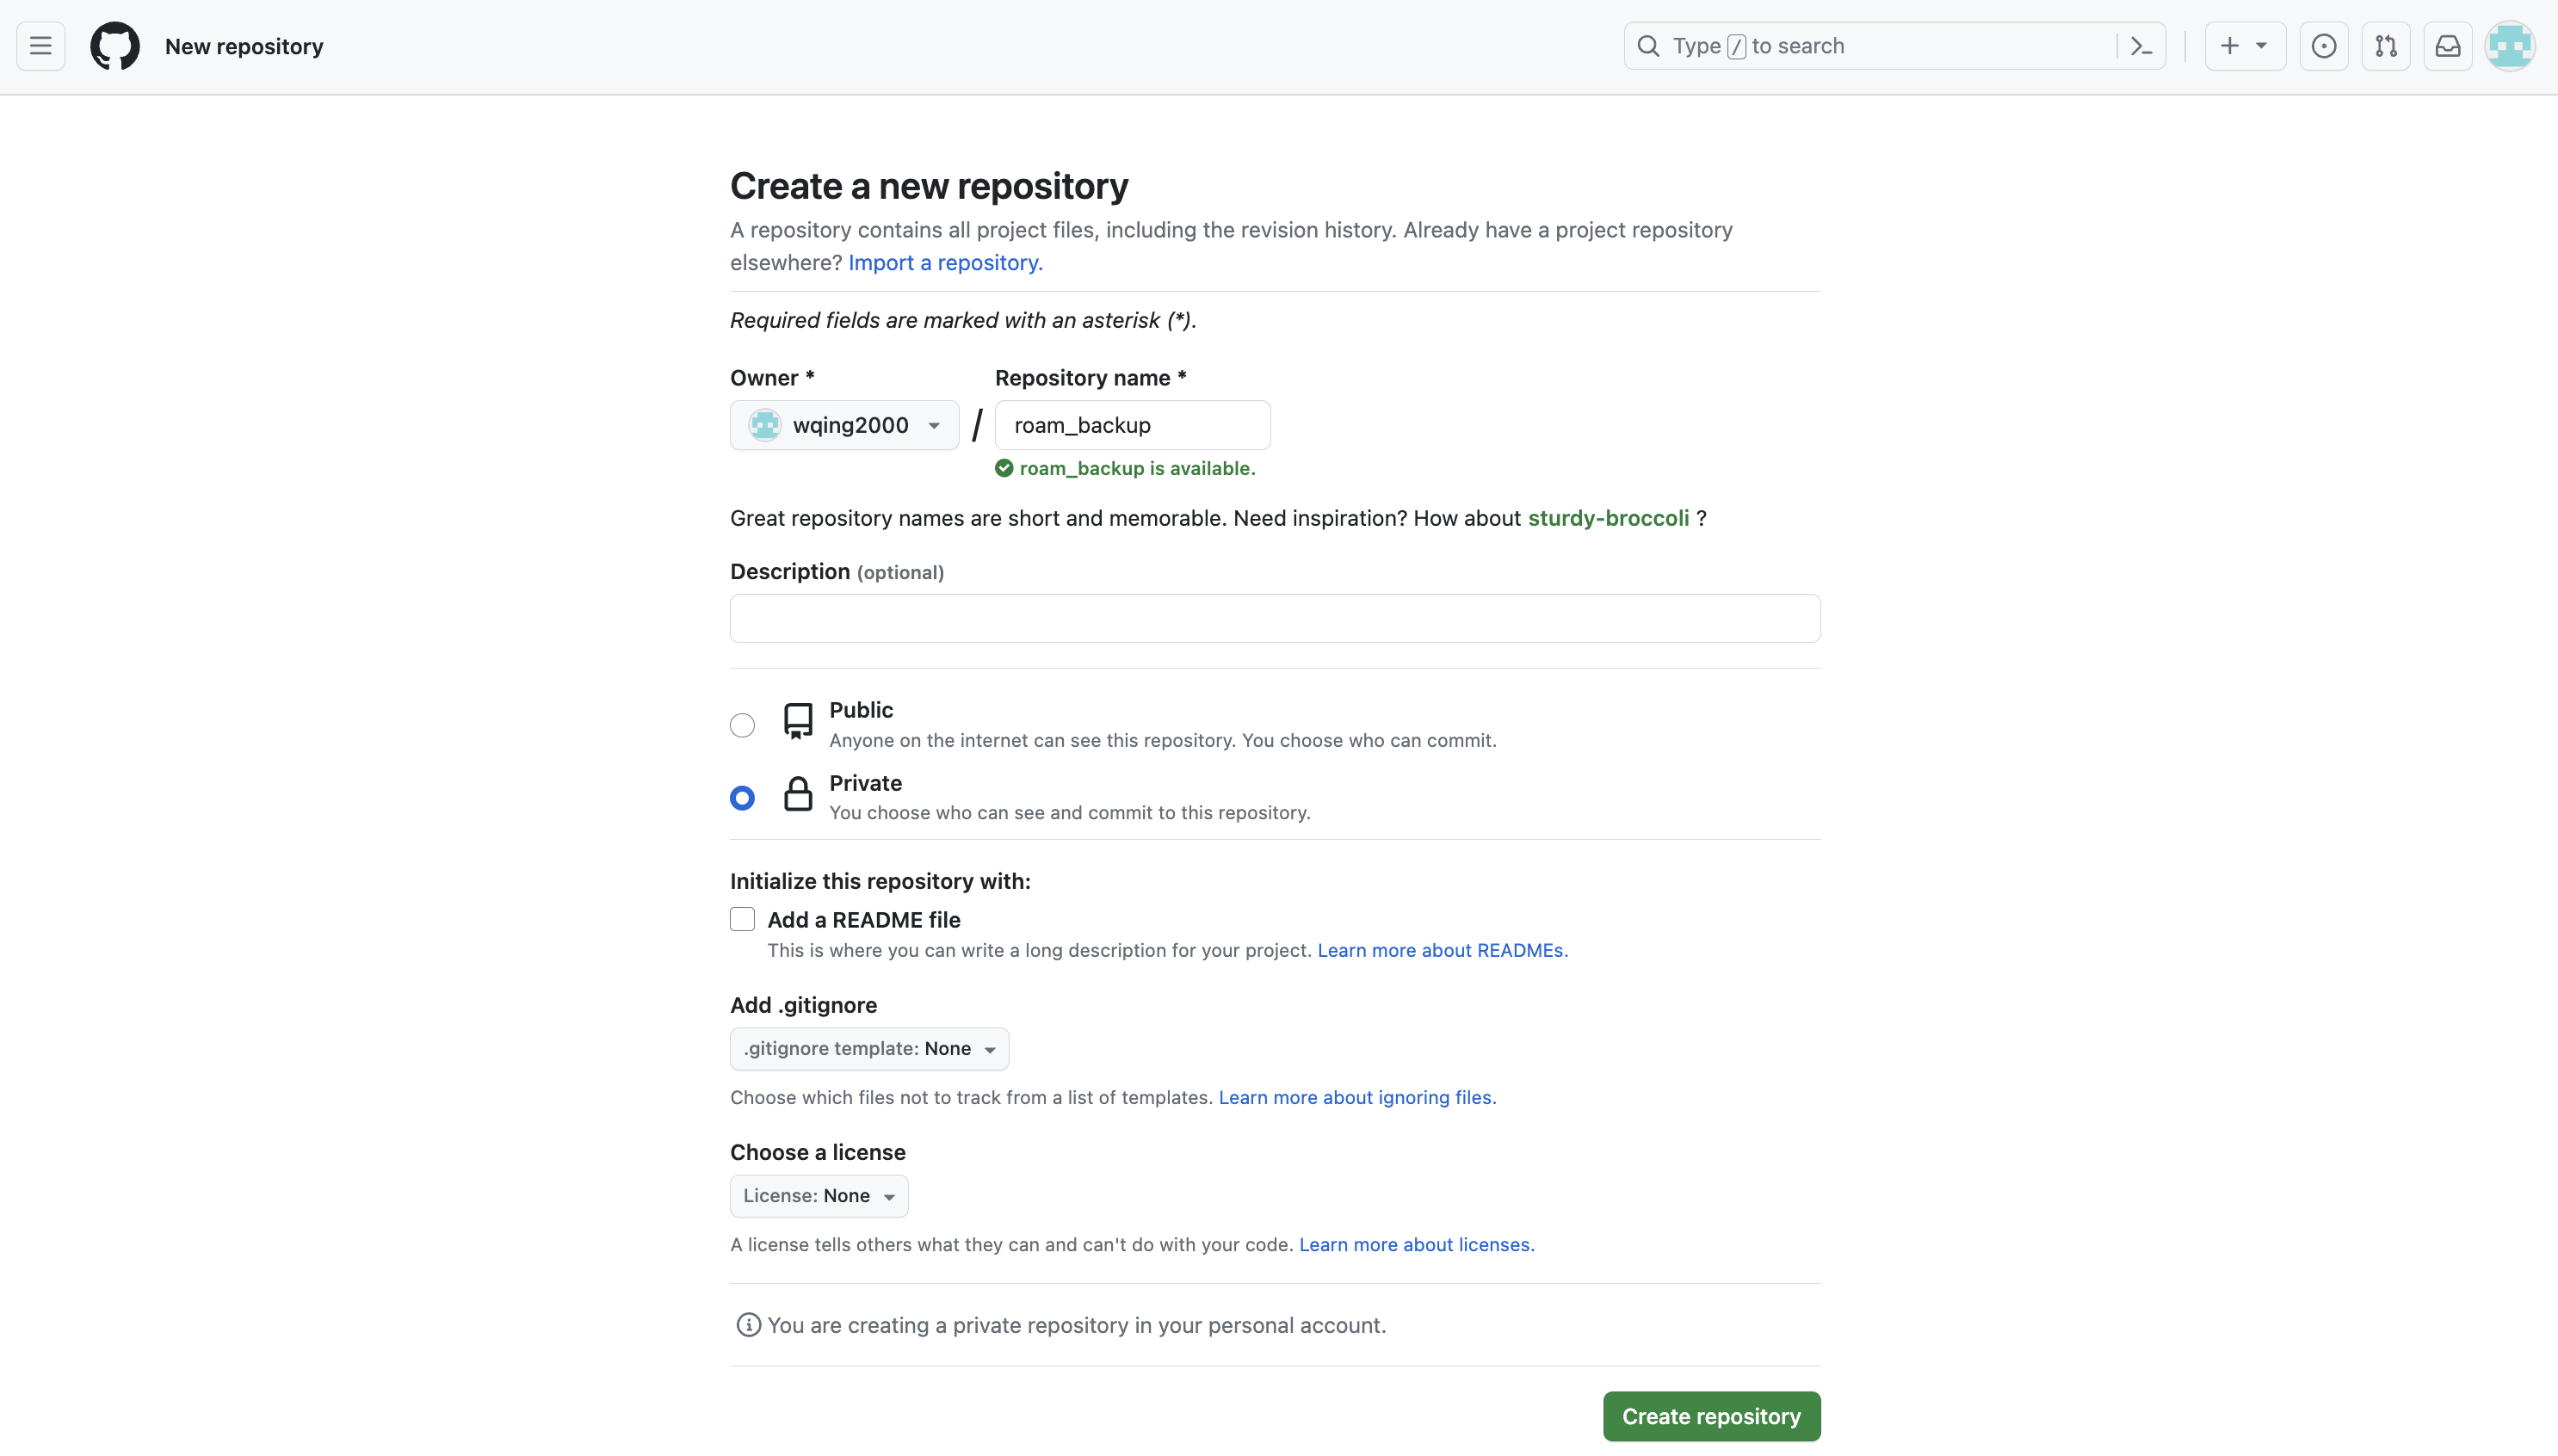 New repository
Type / to search
Create a new repository
A repository contains all project files, including the revision history. Already have a project repository
elsewhere? Import a repository.
Required fields are marked with an asterisk (*).
Owner *
Repository name *
wqing2000
/
roam_backup
roam_backup is available.
Great repository names are short and memorable. Need inspiration? How about sturdy-broccoli ?
Description (optional)
Public
Anyone on the internet can see this repository. You choose who can commit.
Private
You choose who can see and commit to this repository.
Initialize this repository with:
Add a README file
This is where you can write a long description for your project. Learn more about READMEs.
Add .gitignore
.gitignore template: None
Choose which files not to track from a list of templates. Learn more about ignoring files.
Choose a license
License: None
A license tells others what they can and can't do with your code. Learn more about licenses.
You are creating a private repository in your personal account.
Create repository